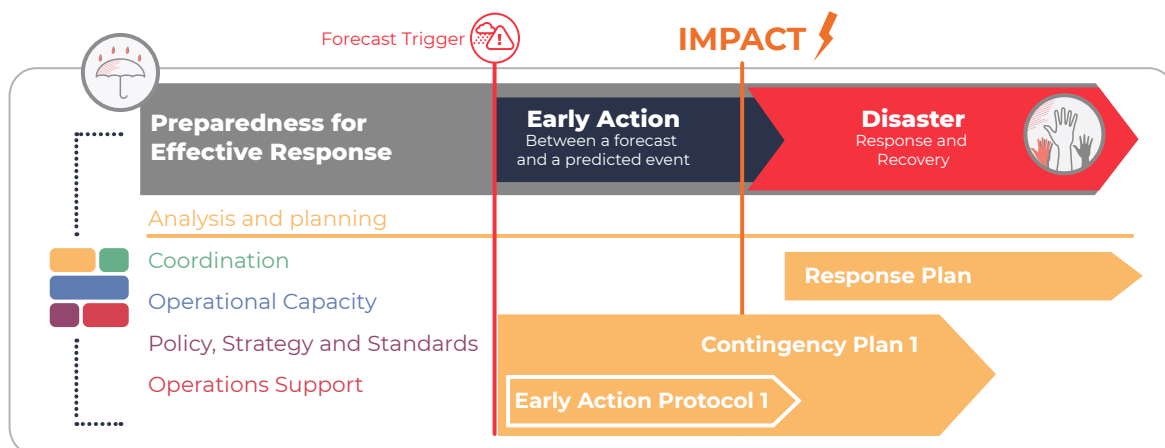 Forecast Trigger
IMPACT
Preparedness for
Effective Response
Early Action
Between a forecast
and a predicted event
Disaster
Response and
Recovery
Analysis and planning
Coordination
Operational Capacity
Policy, Strategy and Standards
Operations Support
Response Plan
Contingency Plan 1
Early Action Protocol 1